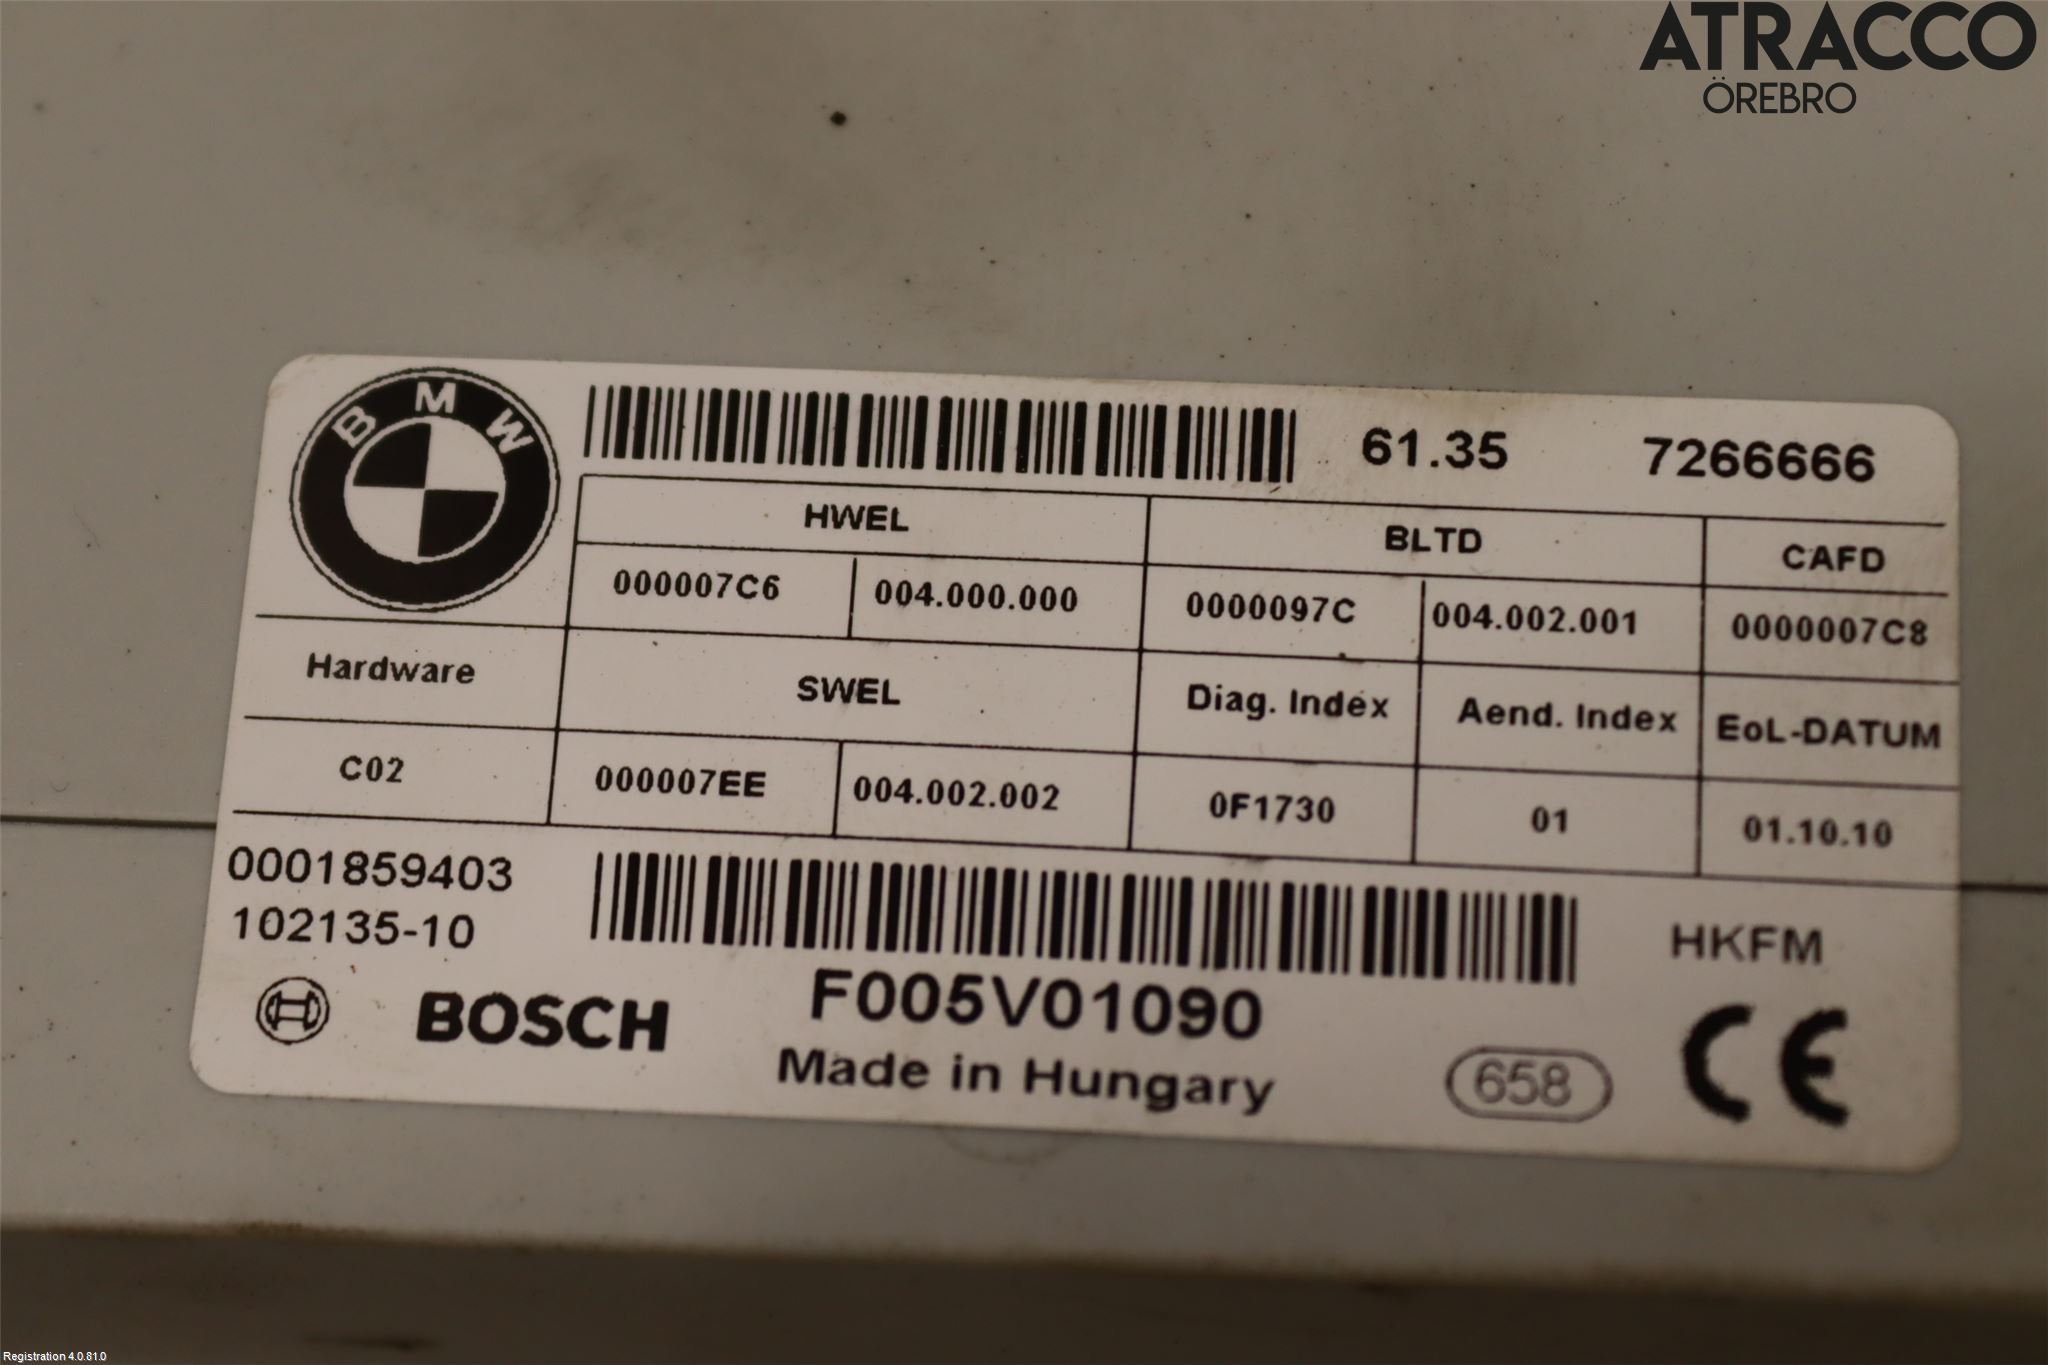 ATRACCO
ÖREBRO
BMW
61.35 7266666
HWEL BLTD CAFD
000007C6 004.000.000 0000097C 004.002.001 0000007C8
Hardware SWEL Diag. Index Aend. Index EoL-DATUM
C02 000007EE 004.002.002 0F1730 01 01.10.10
0001859403
102135-10
HKFM
BOSCH F005V01090
Made in Hungary 658 CE
Registration 4.0.81.0